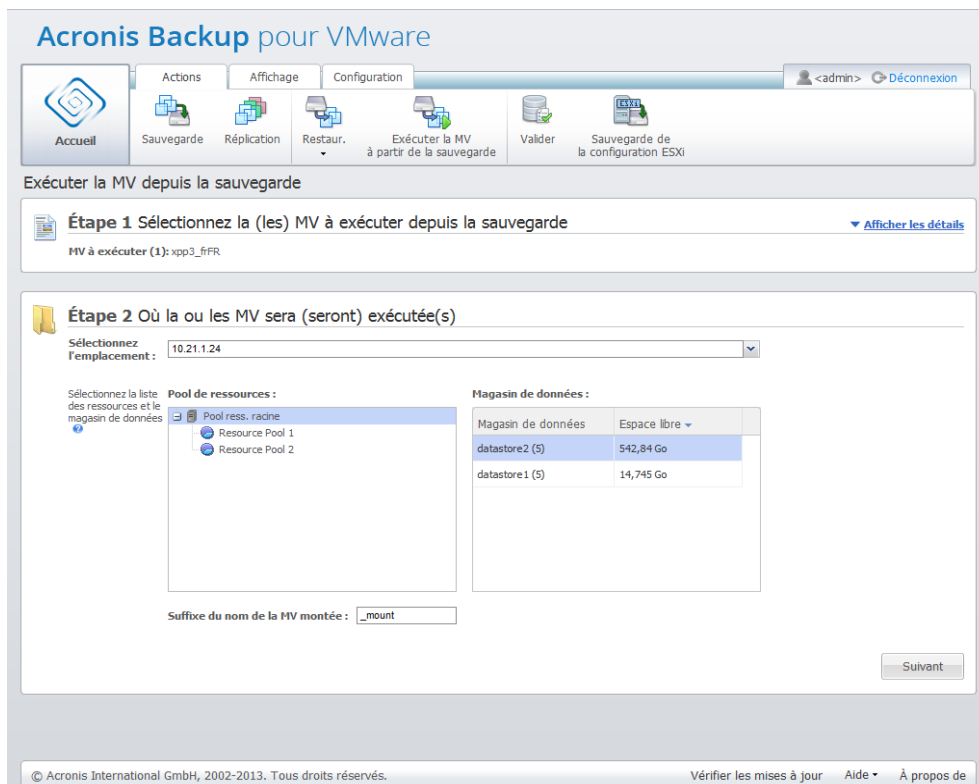 Acronis Backup pour VMware
Actions Affichage Configuration
<admin> Déconnexion
Accueil
Sauvegarde Réplication Restaur. Exécuter la MV à partir de la sauvegarde Valider Sauvegarde de la configuration ESXi
ESXi
Exécuter la MV depuis la sauvegarde
Étape 1 Sélectionnez la (les) MV à exécuter depuis la sauvegarde
Afficher les détails
MV à exécuter (1): xpp3_frFR
Étape 2 Où la ou les MV sera (seront) exécutée(s)
Sélectionnez l'emplacement :
10.21.1.24
Sélectionnez la liste des ressources et le magasin de données
Pool de ressources :
Pool ress. racine
Resource Pool 1
Resource Pool 2
Magasin de données :
Magasin de données Espace libre
datastore2 (5) 542,84 Go
datastore1 (5) 14,745 Go
Suffixe du nom de la MV montée : _mount
Suivant
© Acronis International GmbH, 2002-2013. Tous droits réservés.
Vérifier les mises à jour Aide À propos de